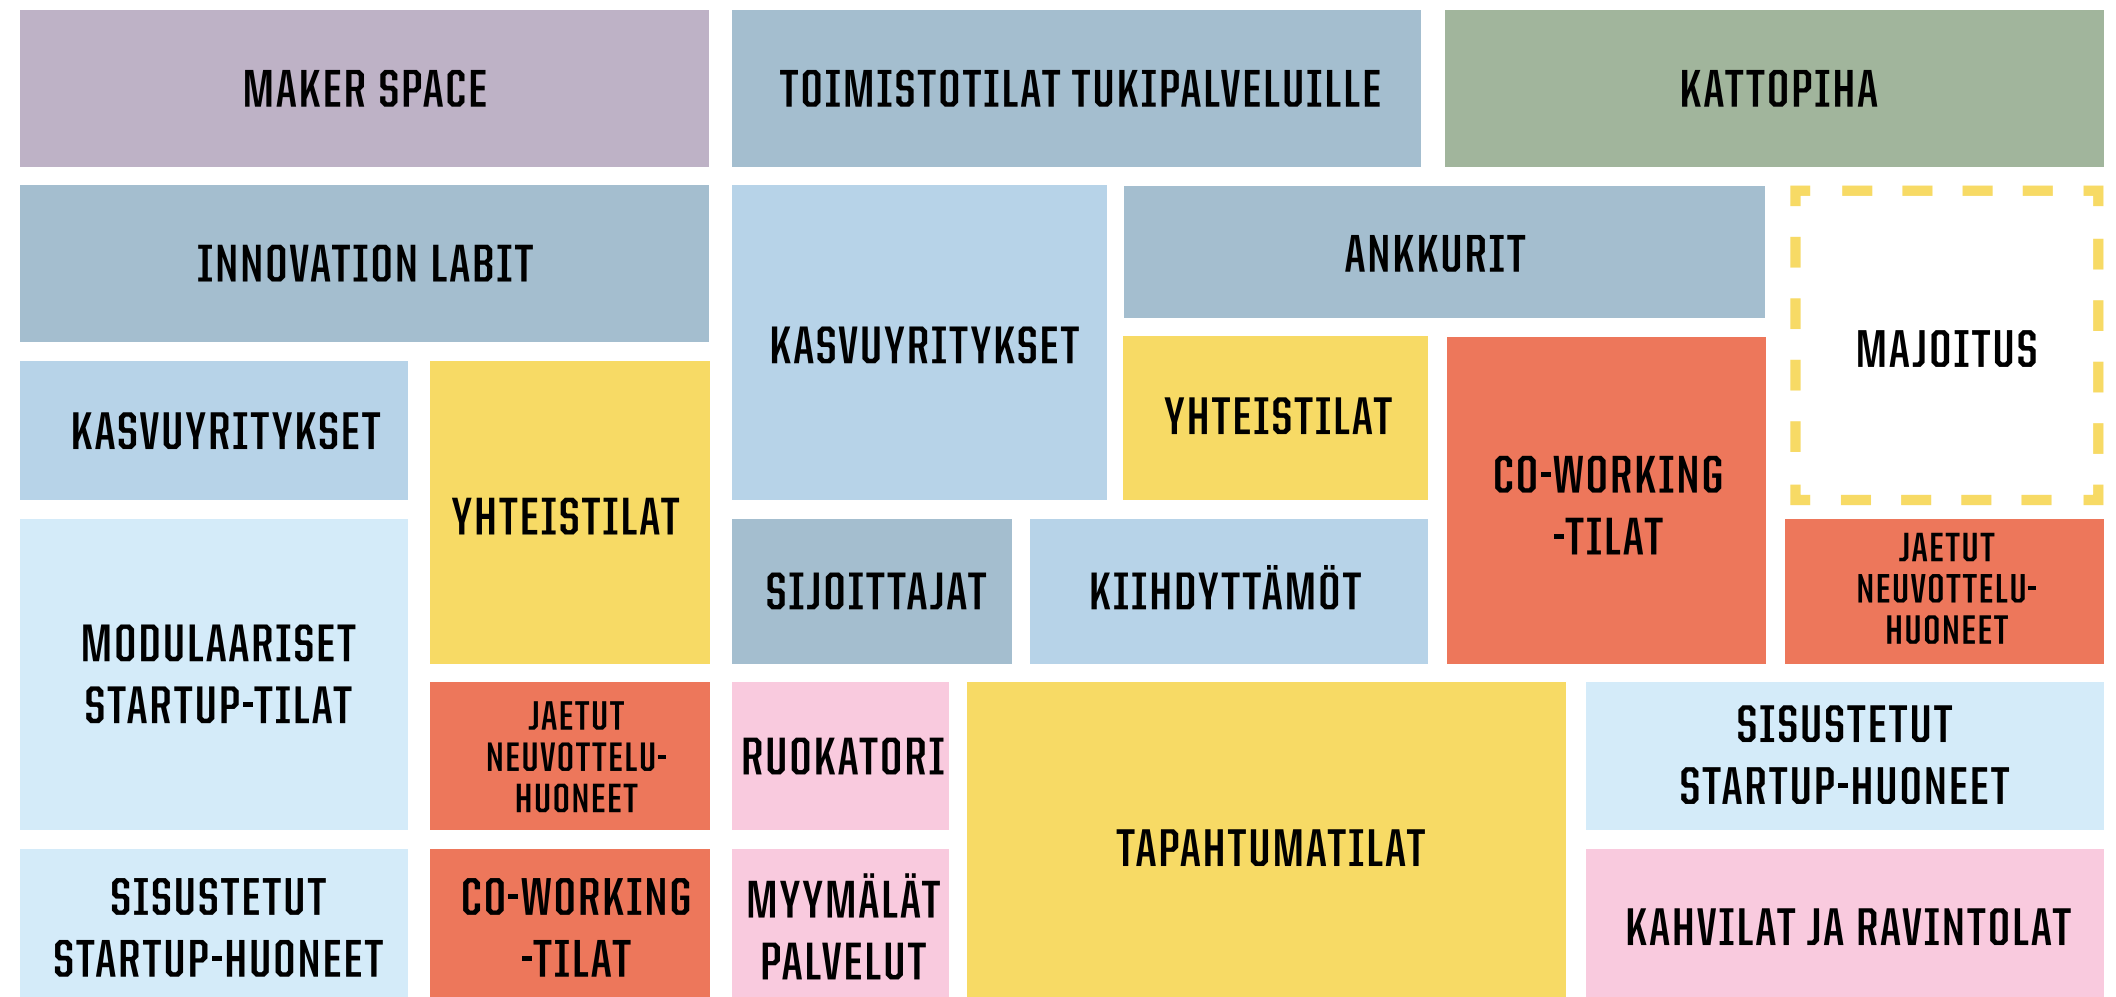 MAKER SPACE
TOIMISTOTILAT TUKIPALVELUILLE
KATTOPIHA
INNOVATION LABIT
KASVUYRITYKSET
ANKKURIT
MAJOITUS
KASVUYRITYKSET
YHTEISTILAT
YHTEISTILAT
CO-WORKING
-TILAT
MODULAARISET
STARTUP-TILAT
SIJOITTAJAT
KIIHDYTTÄMÖT
JAETUT
NEUVOTTELU-
HUONEET
JAETUT
NEUVOTTELU-
HUONEET
RUOKATORI
TAPAHTUMATILAT
SISUSTETUT
STARTUP-HUONEET
SISUSTETUT
STARTUP-HUONEET
CO-WORKING
-TILAT
MYYMÄLÄT
PALVELUT
KAHVILAT JA RAVINTOLAT